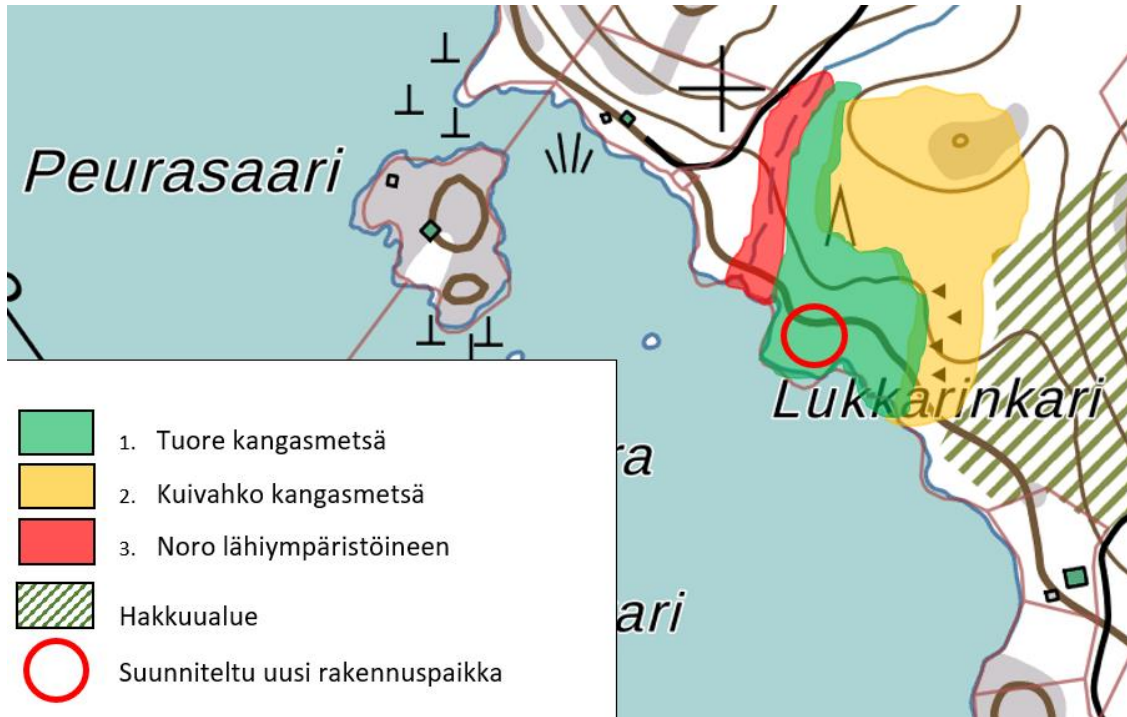 Peurasaari
Lukkarinkari
ra
ari
1. Tuore kangasmetsä
2. Kuivahko kangasmetsä
3. Noro lähiympäristöineen
Hakkuualue
Suunniteltu uusi rakennuspaikka